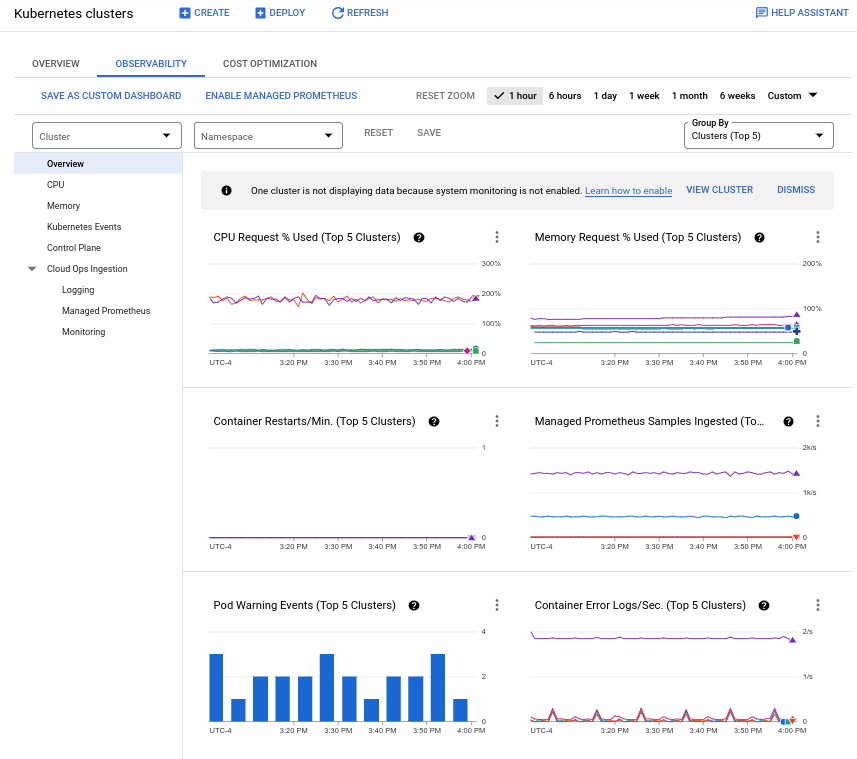 Kubernetes clusters CREATE DEPLOY REFRESH HELP ASSISTANT
OVERVIEW OBSERVABILITY COST OPTIMIZATION
SAVE AS CUSTOM DASHBOARD ENABLE MANAGED PROMETHEUS RESET ZOOM 1 hour 6 hours 1 day 1 week 1 month 6 weeks Custom
Cluster Namespace RESET SAVE Group By
Clusters (Top 5)
Overview
CPU
Memory
Kubernetes Events
Control Plane
Cloud Ops Ingestion
Logging
Managed Prometheus
Monitoring
One cluster is not displaying data because system monitoring is not enabled. Learn how to enable VIEW CLUSTER DISMISS
CPU Request % Used (Top 5 Clusters)
300%
200%
100%
0
UTC-4 3:20 PM 3:30 PM 3:40 PM 3:50 PM 4:00 PM
Memory Request % Used (Top 5 Clusters)
200%
100%
0
UTC-4 3:20 PM 3:30 PM 3:40 PM 3:50 PM 4:00 PM
Container Restarts/Min. (Top 5 Clusters)
1
0
UTC-4 3:20 PM 3:30 PM 3:40 PM 3:50 PM 4:00 PM
Managed Prometheus Samples Ingested (To...
2k/s
1k/s
0
UTC-4 3:20 PM 3:30 PM 3:40 PM 3:50 PM 4:00 PM
Pod Warning Events (Top 5 Clusters)
4
2
0
UTC-4 3:20 PM 3:30 PM 3:40 PM 3:50 PM 4:00 PM
Container Error Logs/Sec. (Top 5 Clusters)
2/s
1/s
0
UTC-4 3:20 PM 3:30 PM 3:40 PM 3:50 PM 4:00 PM